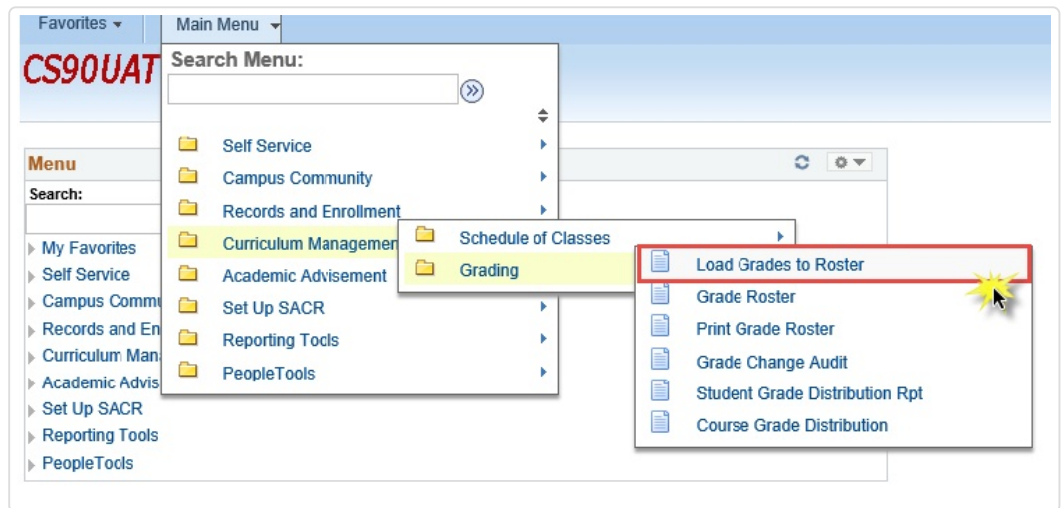 Favorites
Main Menu
CS90UAT
Search Menu:
Self Service
Campus Community
Records and Enrollment
Curriculum Managemen
Academic Advisement
Set Up SACR
Reporting Tools
PeopleTools
Schedule of Classes
Grading
Load Grades to Roster
Grade Roster
Print Grade Roster
Grade Change Audit
Student Grade Distribution Rpt
Course Grade Distribution
Menu
Search:
My Favorites
Self Service
Campus Commu
Records and En
Curriculum Man
Academic Advis
Set Up SACR
Reporting Tools
PeopleTools